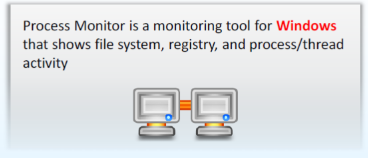 Process Monitor is a monitoring tool for Windows
that shows file system, registry, and process/thread
activity